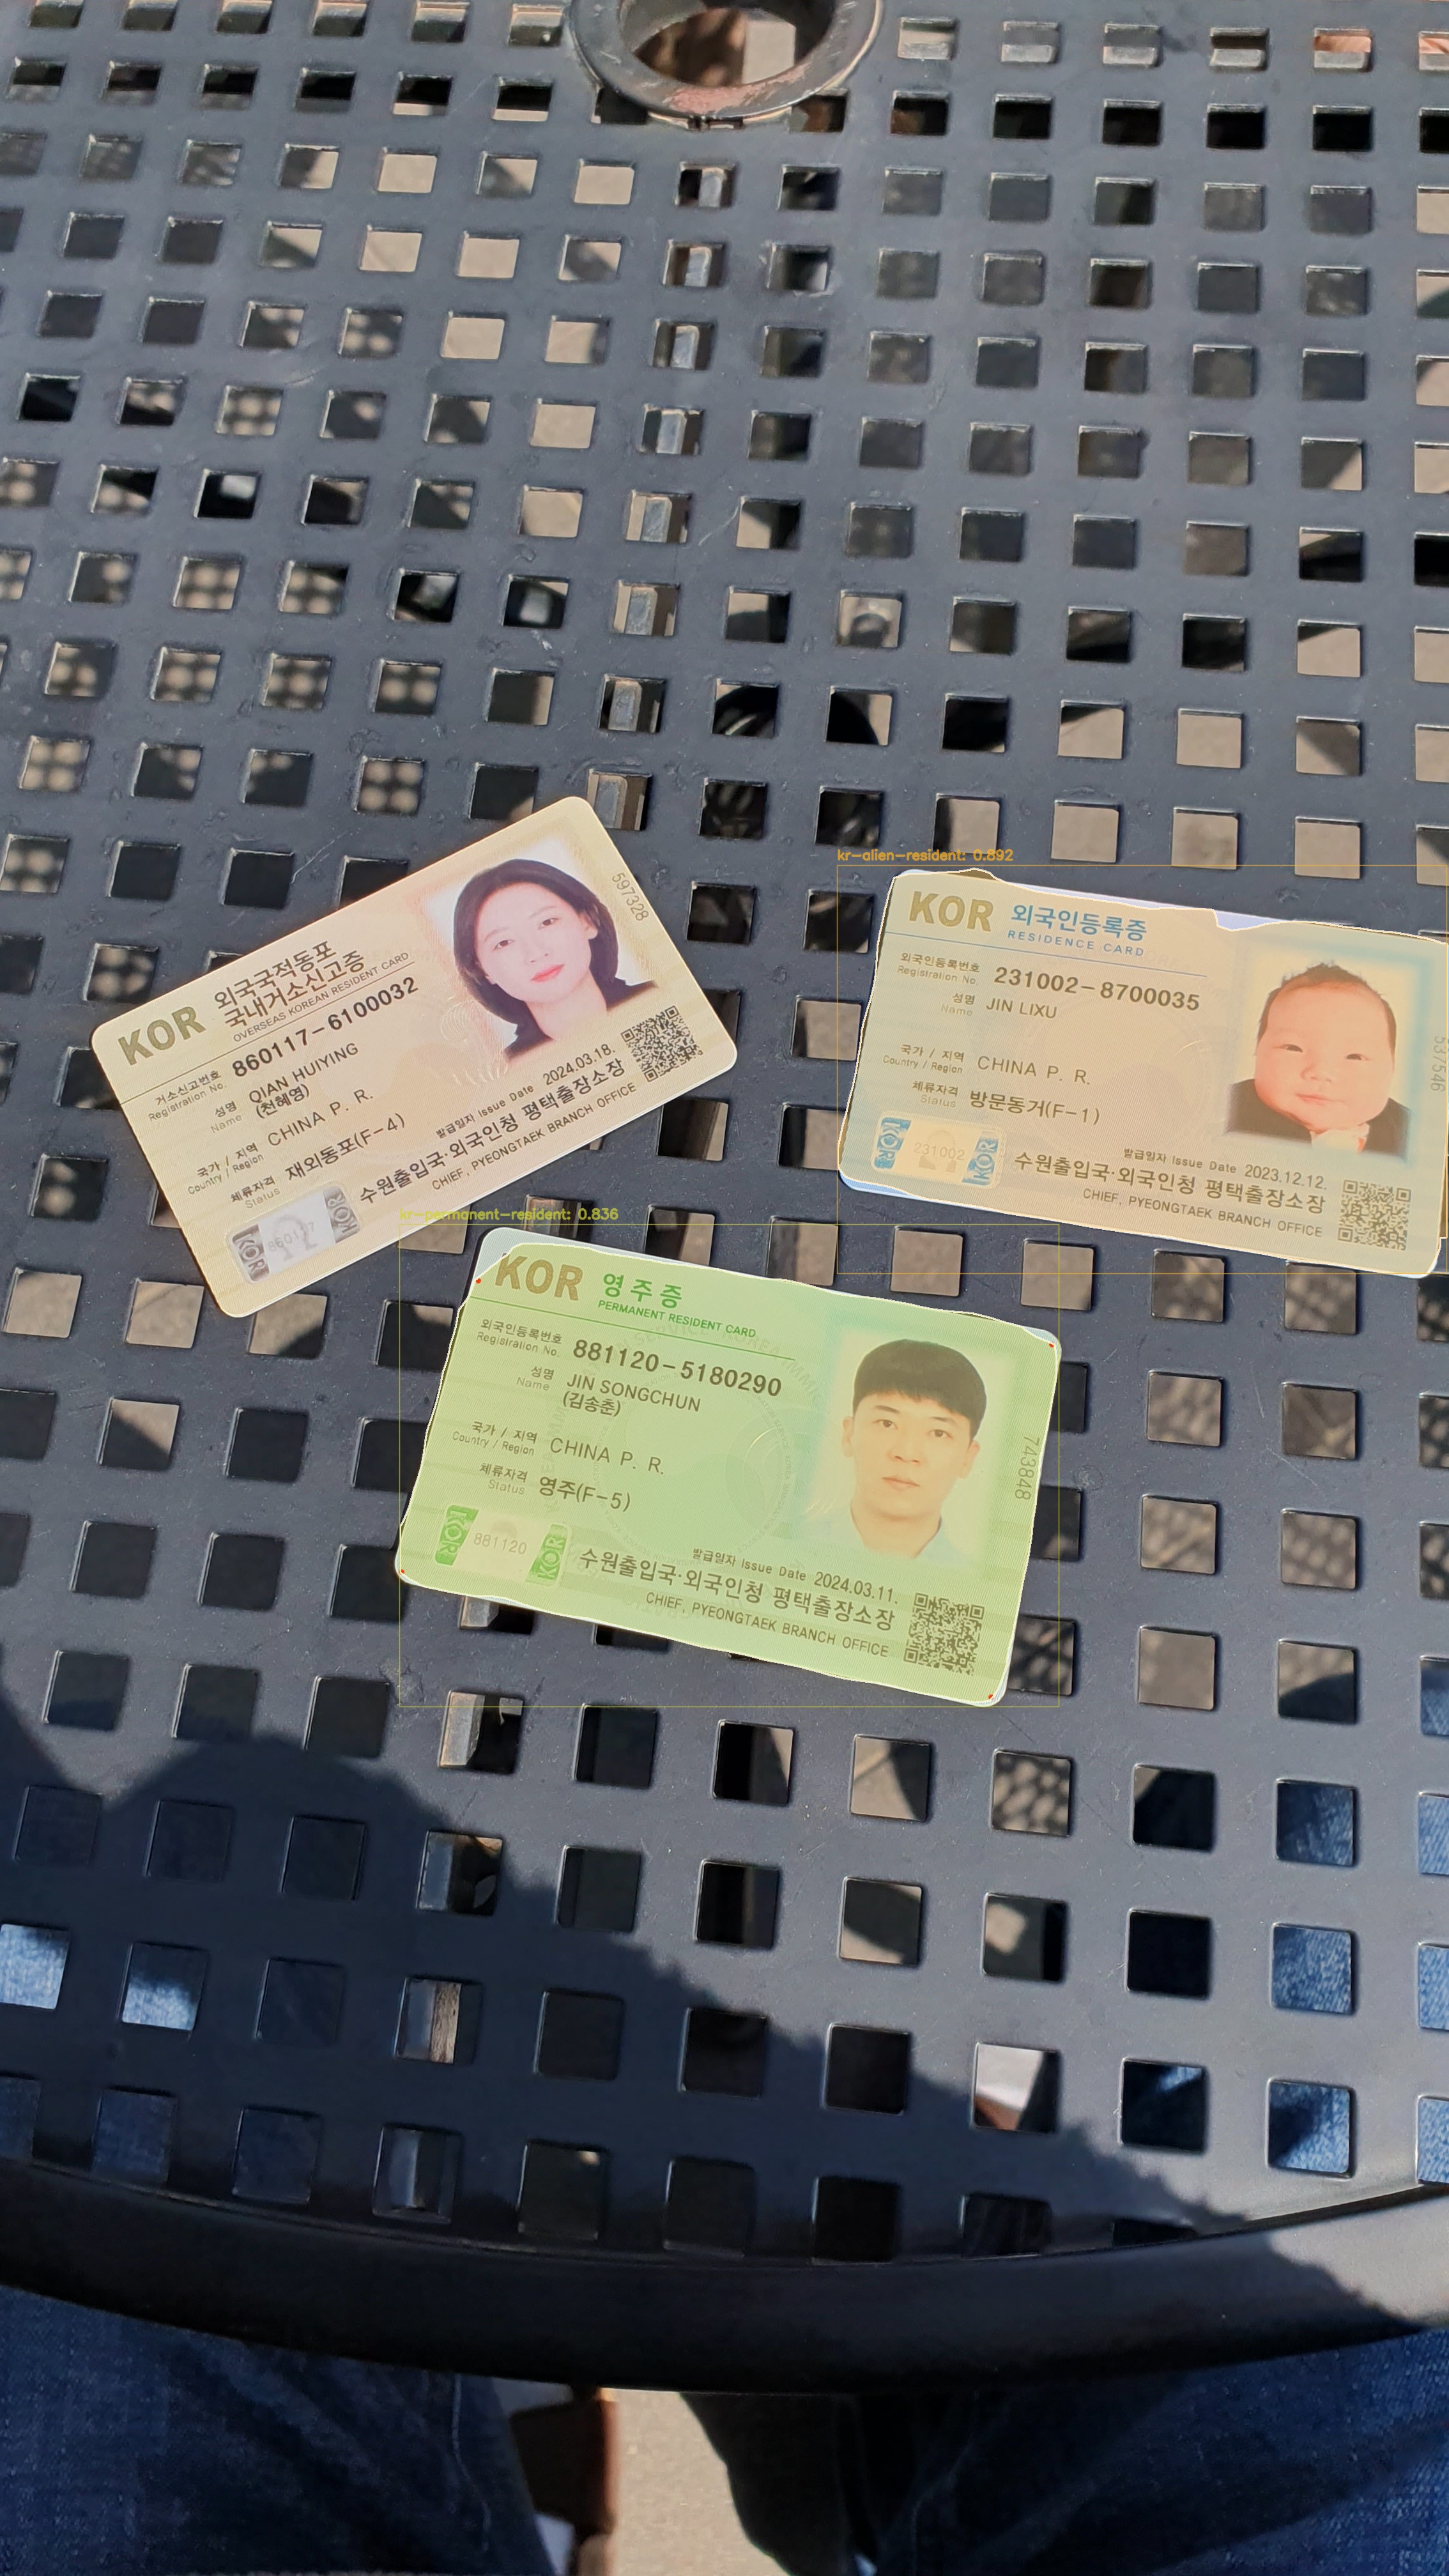 KOR
외국국적동포
국내거소신고증
OVERSEAS KOREAN RESIDENT CARD
거소신고번호
Registration No.
860117-6100032
성명
Name
QIAN HUIYING
(천혜영)
국가 / 지역
Country / Region
CHINA P. R.
체류자격
Status
재외동포(F-4)
발급일자 Issue Date 2024.03.18.
수원출입국·외국인청 평택출장소장
CHIEF, PYEONGTAEK BRANCH OFFICE
597328
KOR
860117
KOR
kr-alien-resident: 0.892
KOR
외국인등록증
RESIDENCE CARD
외국인등록번호
Registration No.
231002-8700035
성명
Name
JIN LIXU
국가 / 지역
Country / Region
CHINA P. R.
체류자격
Status
방문동거(F-1)
발급일자 Issue Date 2023.12.12.
수원출입국·외국인청 평택출장소장
CHIEF, PYEONGTAEK BRANCH OFFICE
537546
KOR
231002
KOR
kr-permanent-resident: 0.836
KOR
영주증
PERMANENT RESIDENT CARD
외국인등록번호
Registration No.
881120-5180290
성명
Name
JIN SONGCHUN
(김송춘)
국가 / 지역
Country / Region
CHINA P. R.
체류자격
Status
영주(F-5)
발급일자 Issue Date 2024.03.11.
수원출입국·외국인청 평택출장소장
CHIEF, PYEONGTAEK BRANCH OFFICE
743848
KOR
881120
KOR